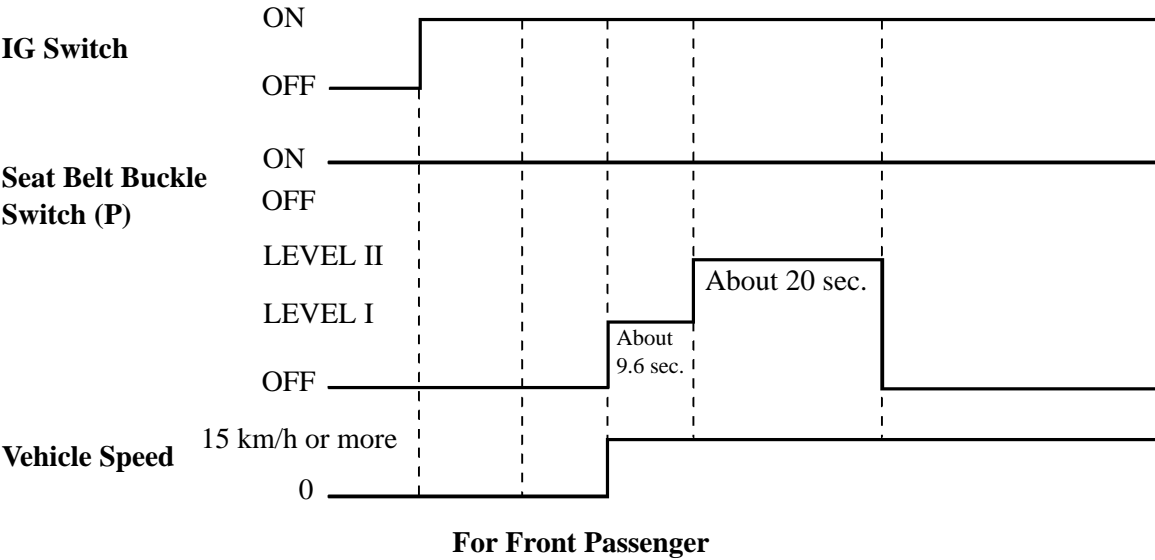 ON
IG Switch
OFF
ON
Seat Belt Buckle
Switch (P)
OFF
LEVEL II
About 20 sec.
LEVEL I
About
9.6 sec.
OFF
15 km/h or more
Vehicle Speed
0
For Front Passenger